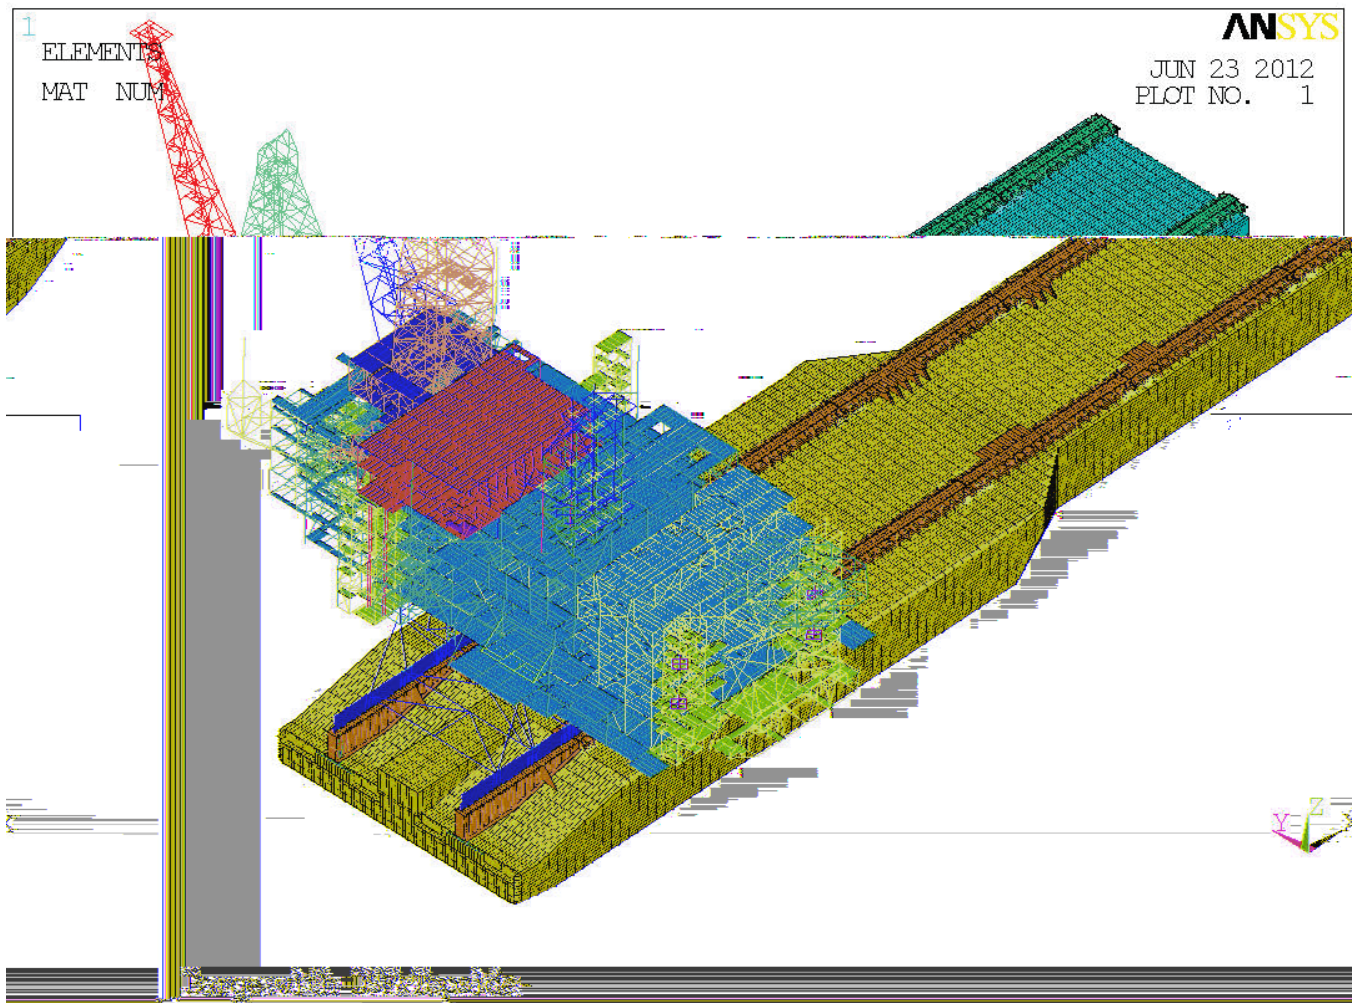 1
ELEMENTS
MAT NUM
ANSYS
JUN 23 2012
PLOT NO. 1
Y
Z
X